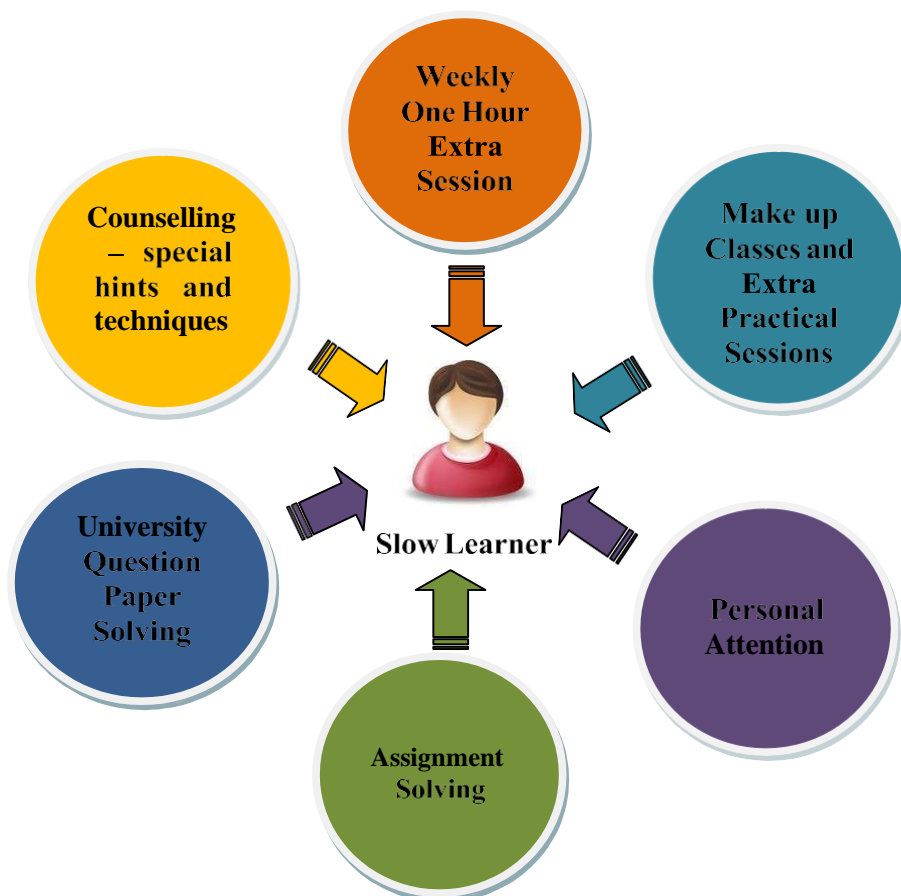 Weekly
One Hour
Extra
Session
Counselling
– special
hints and
techniques
Make up
Classes and
Extra
Practical
Sessions
University
Question
Paper
Solving
Slow Learner
Personal
Attention
Assignment
Solving